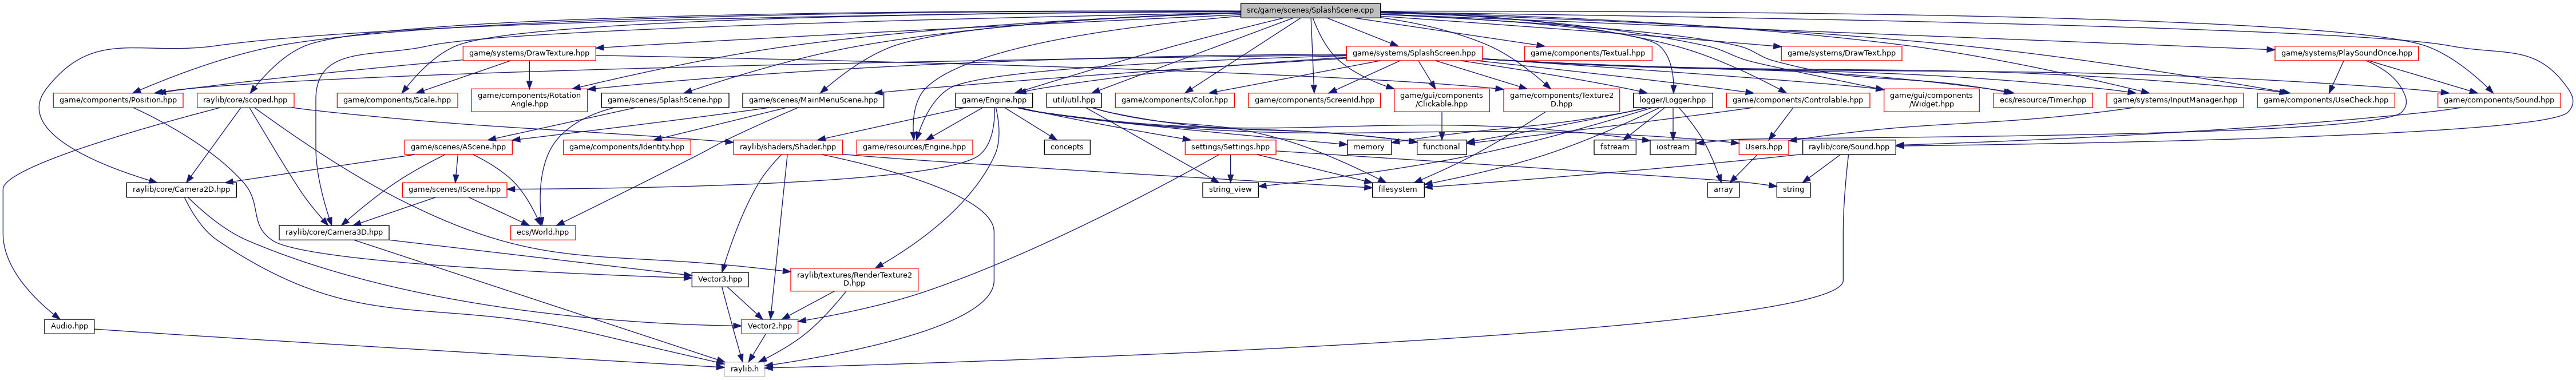 src/game/scenes/SplashScene.cpp
game/systems/DrawTexture.hpp
game/systems/SplashScreen.hpp
game/components/Textual.hpp
game/systems/DrawText.hpp
game/systems/PlaySoundOnce.hpp
game/components/Position.hpp
raylib/core/scoped.hpp
game/components/Scale.hpp
game/components/Rotation
Angle.hpp
game/scenes/SplashScene.hpp
game/scenes/MainMenuScene.hpp
game/Engine.hpp
util/util.hpp
game/components/Color.hpp
game/components/ScreenId.hpp
game/gui/components
/Clickable.hpp
game/components/Texture2
D.hpp
logger/Logger.hpp
game/components/Controlable.hpp
game/gui/components
/Widget.hpp
ecs/resource/Timer.hpp
game/systems/InputManager.hpp
game/components/UseCheck.hpp
game/components/Sound.hpp
game/scenes/AScene.hpp
game/components/Identity.hpp
raylib/shaders/Shader.hpp
game/resources/Engine.hpp
concepts
settings/Settings.hpp
memory
functional
fstream
iostream
Users.hpp
raylib/core/Sound.hpp
raylib/core/Camera2D.hpp
game/scenes/IScene.hpp
string_view
filesystem
array
string
raylib/core/Camera3D.hpp
ecs/World.hpp
Vector3.hpp
raylib/textures/RenderTexture2
D.hpp
Audio.hpp
Vector2.hpp
raylib.h